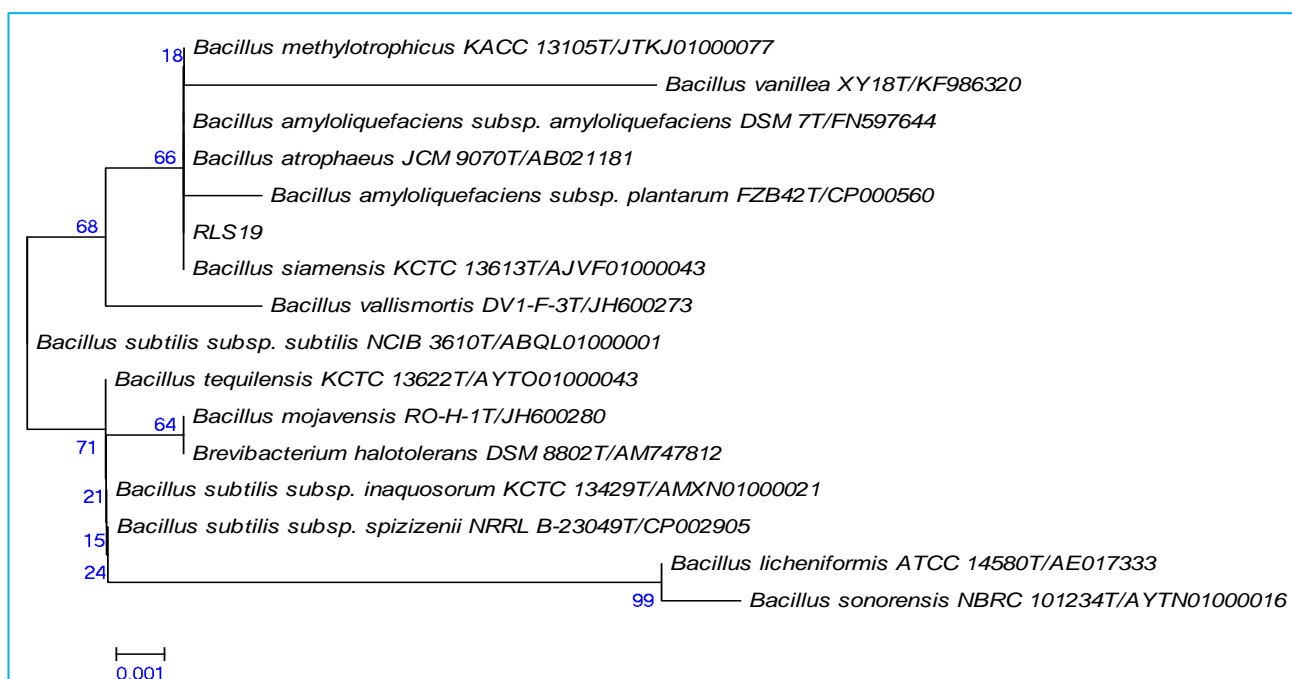 Bacillus methylotrophicus KACC 13105T/JTKJ01000077
18
Bacillus vanillea XY18T/KF986320
Bacillus amyloliquefaciens subsp. amyloliquefaciens DSM 7T/FN597644
66
Bacillus atrophaeus JCM 9070T/AB021181
Bacillus amyloliquefaciens subsp. plantarum FZB42T/CP000560
68
RLS19
Bacillus siamensis KCTC 13613T/AJVF01000043
Bacillus vallismortis DV1-F-3T/JH600273
Bacillus subtilis subsp. subtilis NCIB 3610T/ABQL01000001
Bacillus tequilensis KCTC 13622T/AYTO01000043
64
Bacillus mojavensis RO-H-1T/JH600280
71
Brevibacterium halotolerans DSM 8802T/AM747812
21
Bacillus subtilis subsp. inaquosorum KCTC 13429T/AMXN01000021
Bacillus subtilis subsp. spizizenii NRRL B-23049T/CP002905
15
Bacillus licheniformis ATCC 14580T/AE017333
24
99
Bacillus sonorensis NBRC 101234T/AYTN01000016
0.001